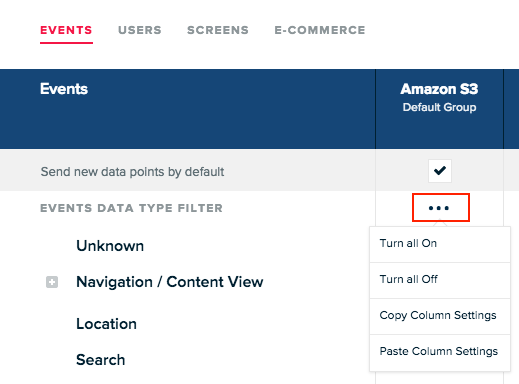 EVENTS USERS SCREENS E-COMMERCE
Events
Amazon S3
Default Group
Send new data points by default
EVENTS DATA TYPE FILTER
Unknown
Turn all On
Navigation / Content View
Turn all Off
Location
Copy Column Settings
Search
Paste Column Settings